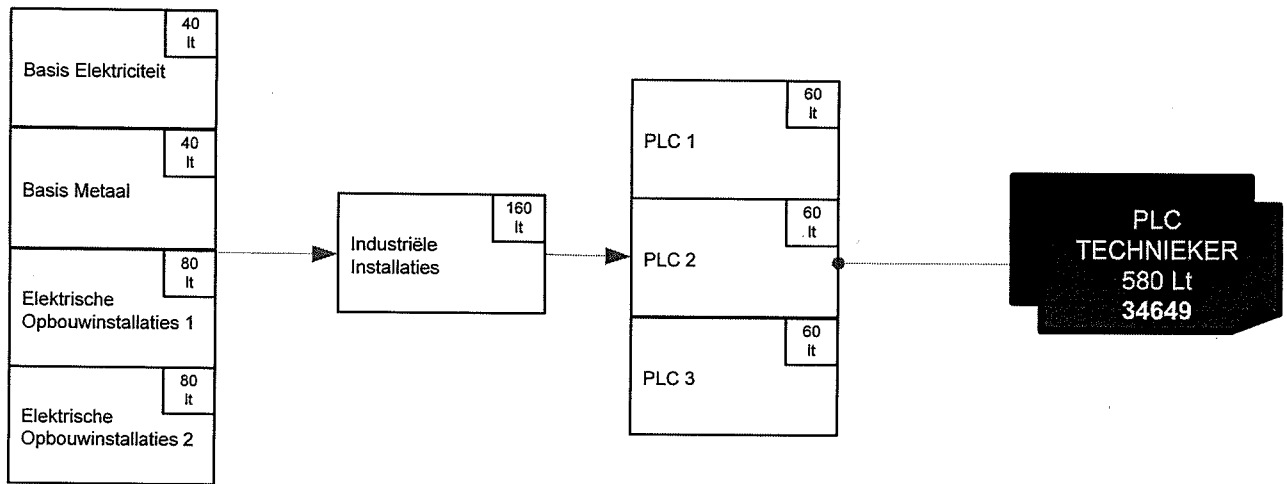 40
lt
Basis Elektriciteit
40
lt
Basis Metaal
80
lt
Elektrische
Opbouwinstallaties 1
80
lt
Elektrische
Opbouwinstallaties 2
160
lt
Industriële
Installaties
60
lt
PLC 1
60
lt
PLC 2
60
lt
PLC 3
PLC
TECHNIEKER
580 Lt
34649